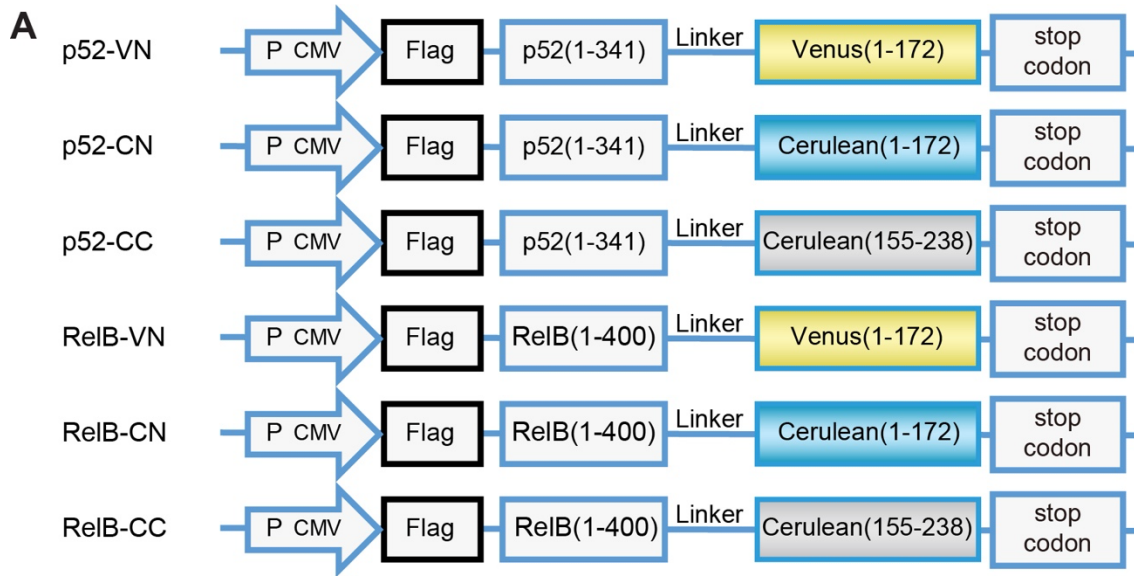 A
p52-VN P CMV Flag p52(1-341) Linker Venus(1-172) stop codon
p52-CN P CMV Flag p52(1-341) Linker Cerulean(1-172) stop codon
p52-CC P CMV Flag p52(1-341) Linker Cerulean(155-238) stop codon
RelB-VN P CMV Flag RelB(1-400) Linker Venus(1-172) stop codon
RelB-CN P CMV Flag RelB(1-400) Linker Cerulean(1-172) stop codon
RelB-CC P CMV Flag RelB(1-400) Linker Cerulean(155-238) stop codon